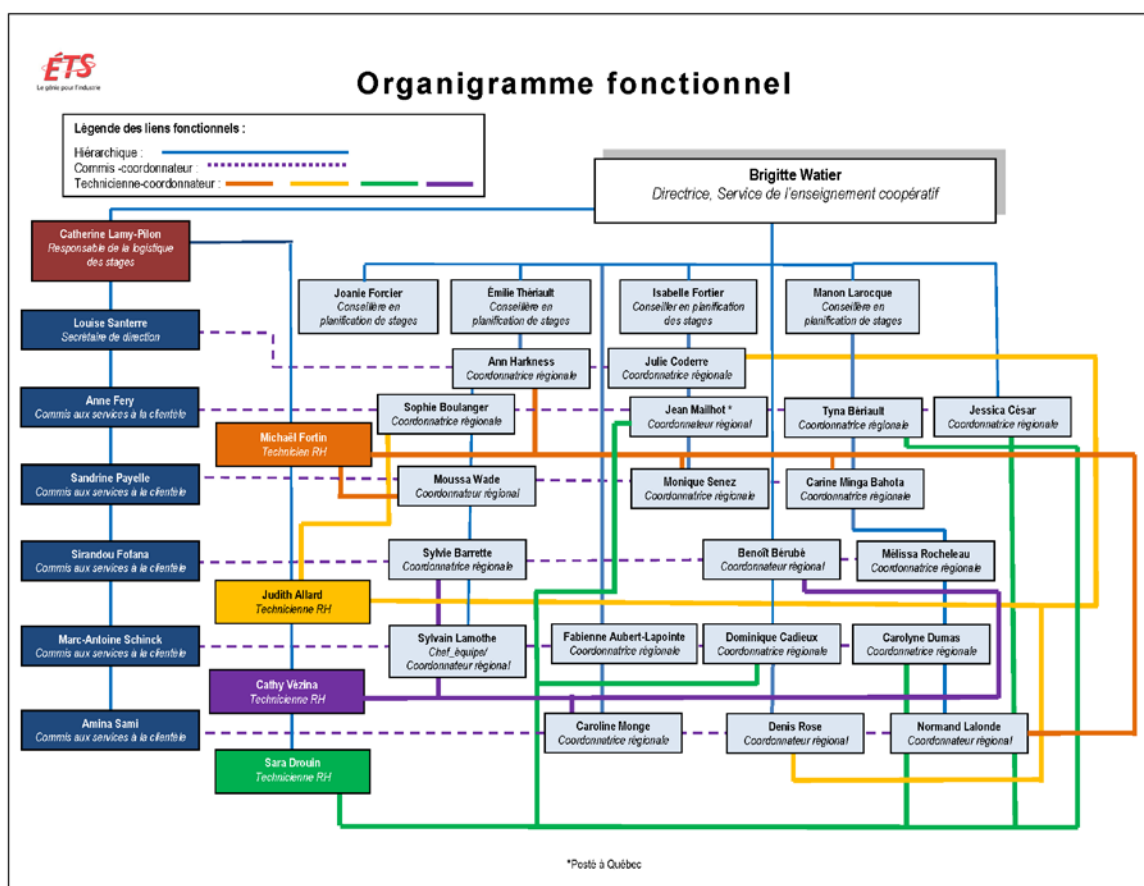 ÉTS
Le génie pour l'industrie
Organigramme fonctionnel
Légende des liens fonctionnels :
Hiérarchique :
Commis -coordonnateur :
Technicienne-coordonnateur :
Brigitte Watier
Directrice, Service de l'enseignement coopératif
Catherine Lamy-Pilon
Responsable de la logistique
des stages
Joanie Forcier
Conseillère en
planification de stages
Émilie Thériault
Conseillère en
planification de stages
Isabelle Fortier
Conseiller en planification
des stages
Manon Larocque
Conseillère en
planification de stages
Louise Santerre
Secrétaire de direction
Ann Harkness
Coordonnatrice régionale
Julie Coderre
Coordonnatrice régionale
Anne Fery
Commis aux services à la clientèle
Sophie Boulanger
Coordonnatrice régionale
Jean Mailhot *
Coordonnateur regional
Tyna Bériault
Coordonnatrice régionale
Jessica César
Coordonnatrice régionale
Michaël Fortin
Technicien RH
Sandrine Payelle
Commis aux services à la clientèle
Moussa Wade
Coordonnateur régional
Monique Senez
Coordonnatrice régionale
Carine Minga Bahota
Coordonnatrice régionale
Sirandou Fofana
Commis aux services à la clientèle
Sylvie Barrette
Coordonnatrice régionale
Benoît Bérubé
Coordonnateur régional
Mélissa Rocheleau
Coordonnatrice régionale
Judith Allard
Technicienne RH
Marc-Antoine Schinck
Commis aux services à la clientèle
Sylvain Lamothe
Chef_équipe/
Coordonnateur régional
Fabienne Aubert-Lapointe
Coordonnatrice régionale
Dominique Cadieux
Coordonnatrice régionale
Carolyne Dumas
Coordonnatrice régionale
Cathy Vézina
Technicienne RH
Amina Sami
Commis aux services à la clientèle
Caroline Monge
Coordonnatrice régionale
Denis Rose
Coordonnateur régional
Normand Lalonde
Coordonnateur régional
Sara Drouin
Technicienne RH
*Posté à Québec